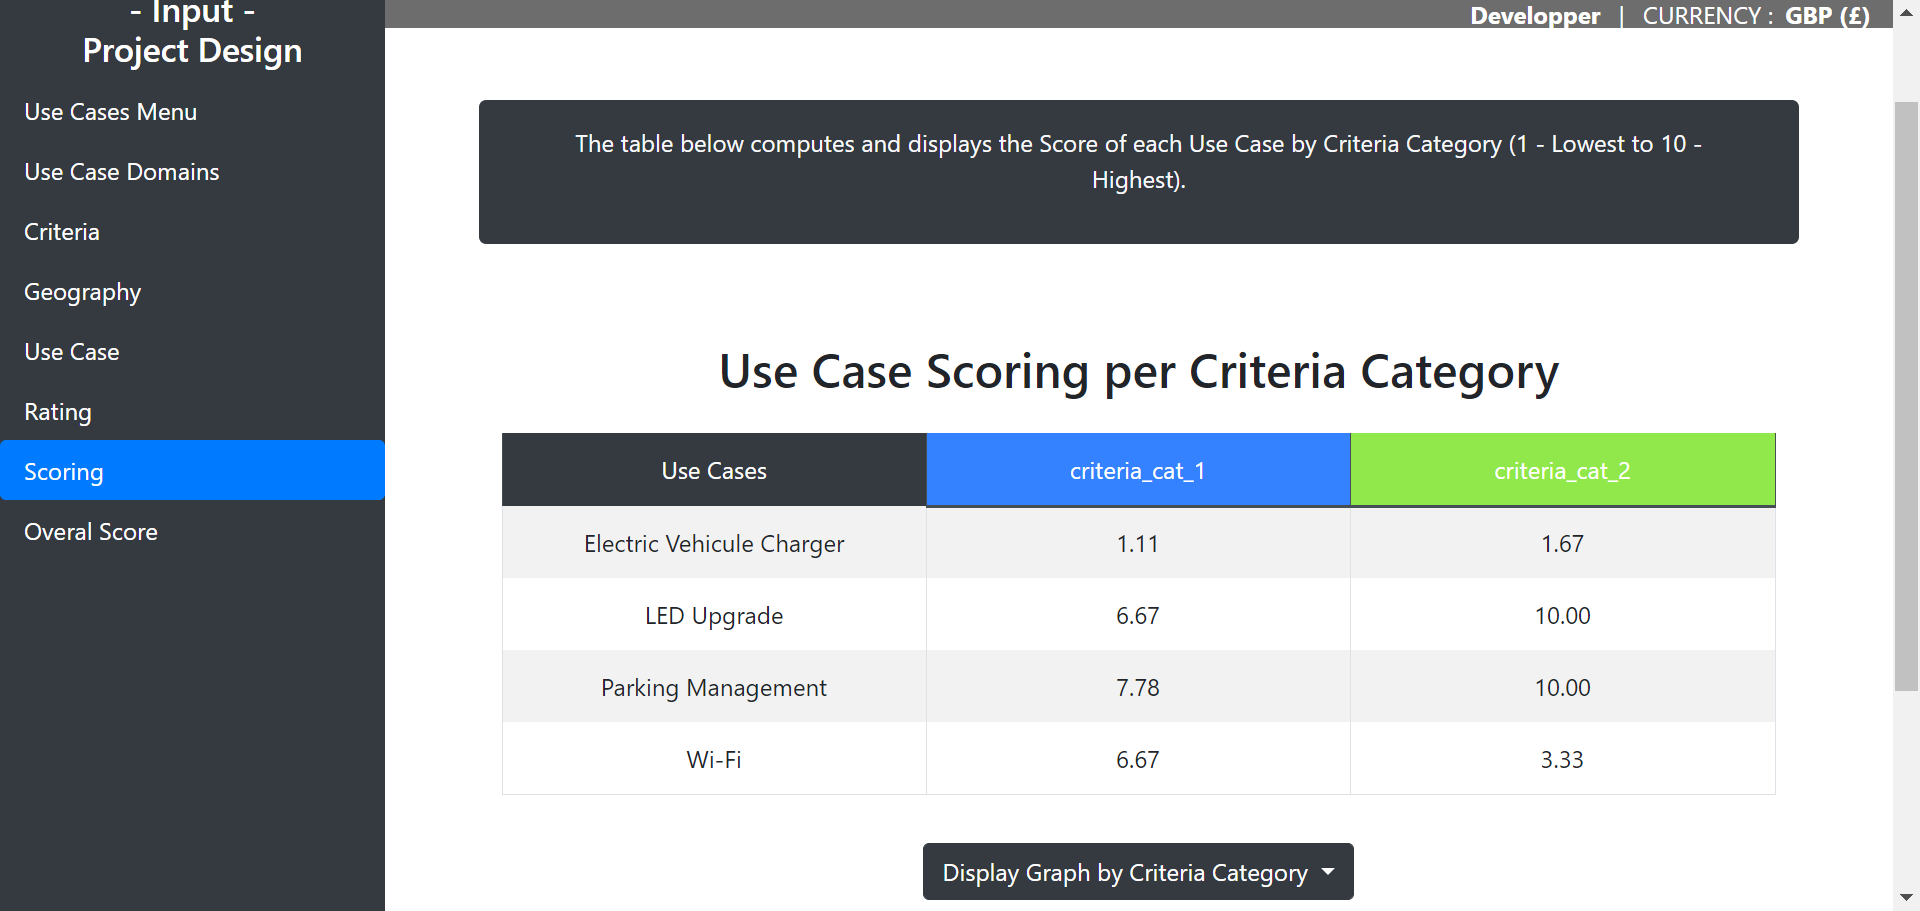 - Input -
Project Design
Use Cases Menu
Use Case Domains
Criteria
Geography
Use Case
Rating
Scoring
Overal Score
Developper | CURRENCY : GBP (£)
The table below computes and displays the Score of each Use Case by Criteria Category (1 - Lowest to 10 -
Highest).
Use Case Scoring per Criteria Category
Use Cases criteria_cat_1 criteria_cat_2
Electric Vehicule Charger 1.11 1.67
LED Upgrade 6.67 10.00
Parking Management 7.78 10.00
Wi-Fi 6.67 3.33
Display Graph by Criteria Category